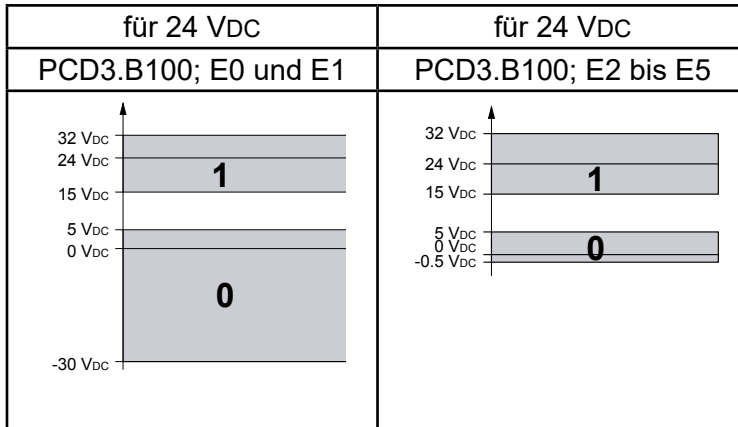 für 24 VDC
für 24 VDC
PCD3.B100; E0 und E1
PCD3.B100; E2 bis E5
32 VDC
24 VDC
1
15 VDC
5 VDC
0 VDC
0
-30 VDC
32 VDC
24 VDC
1
15 VDC
5 VDC
0 VDC
0
-0.5 VDC